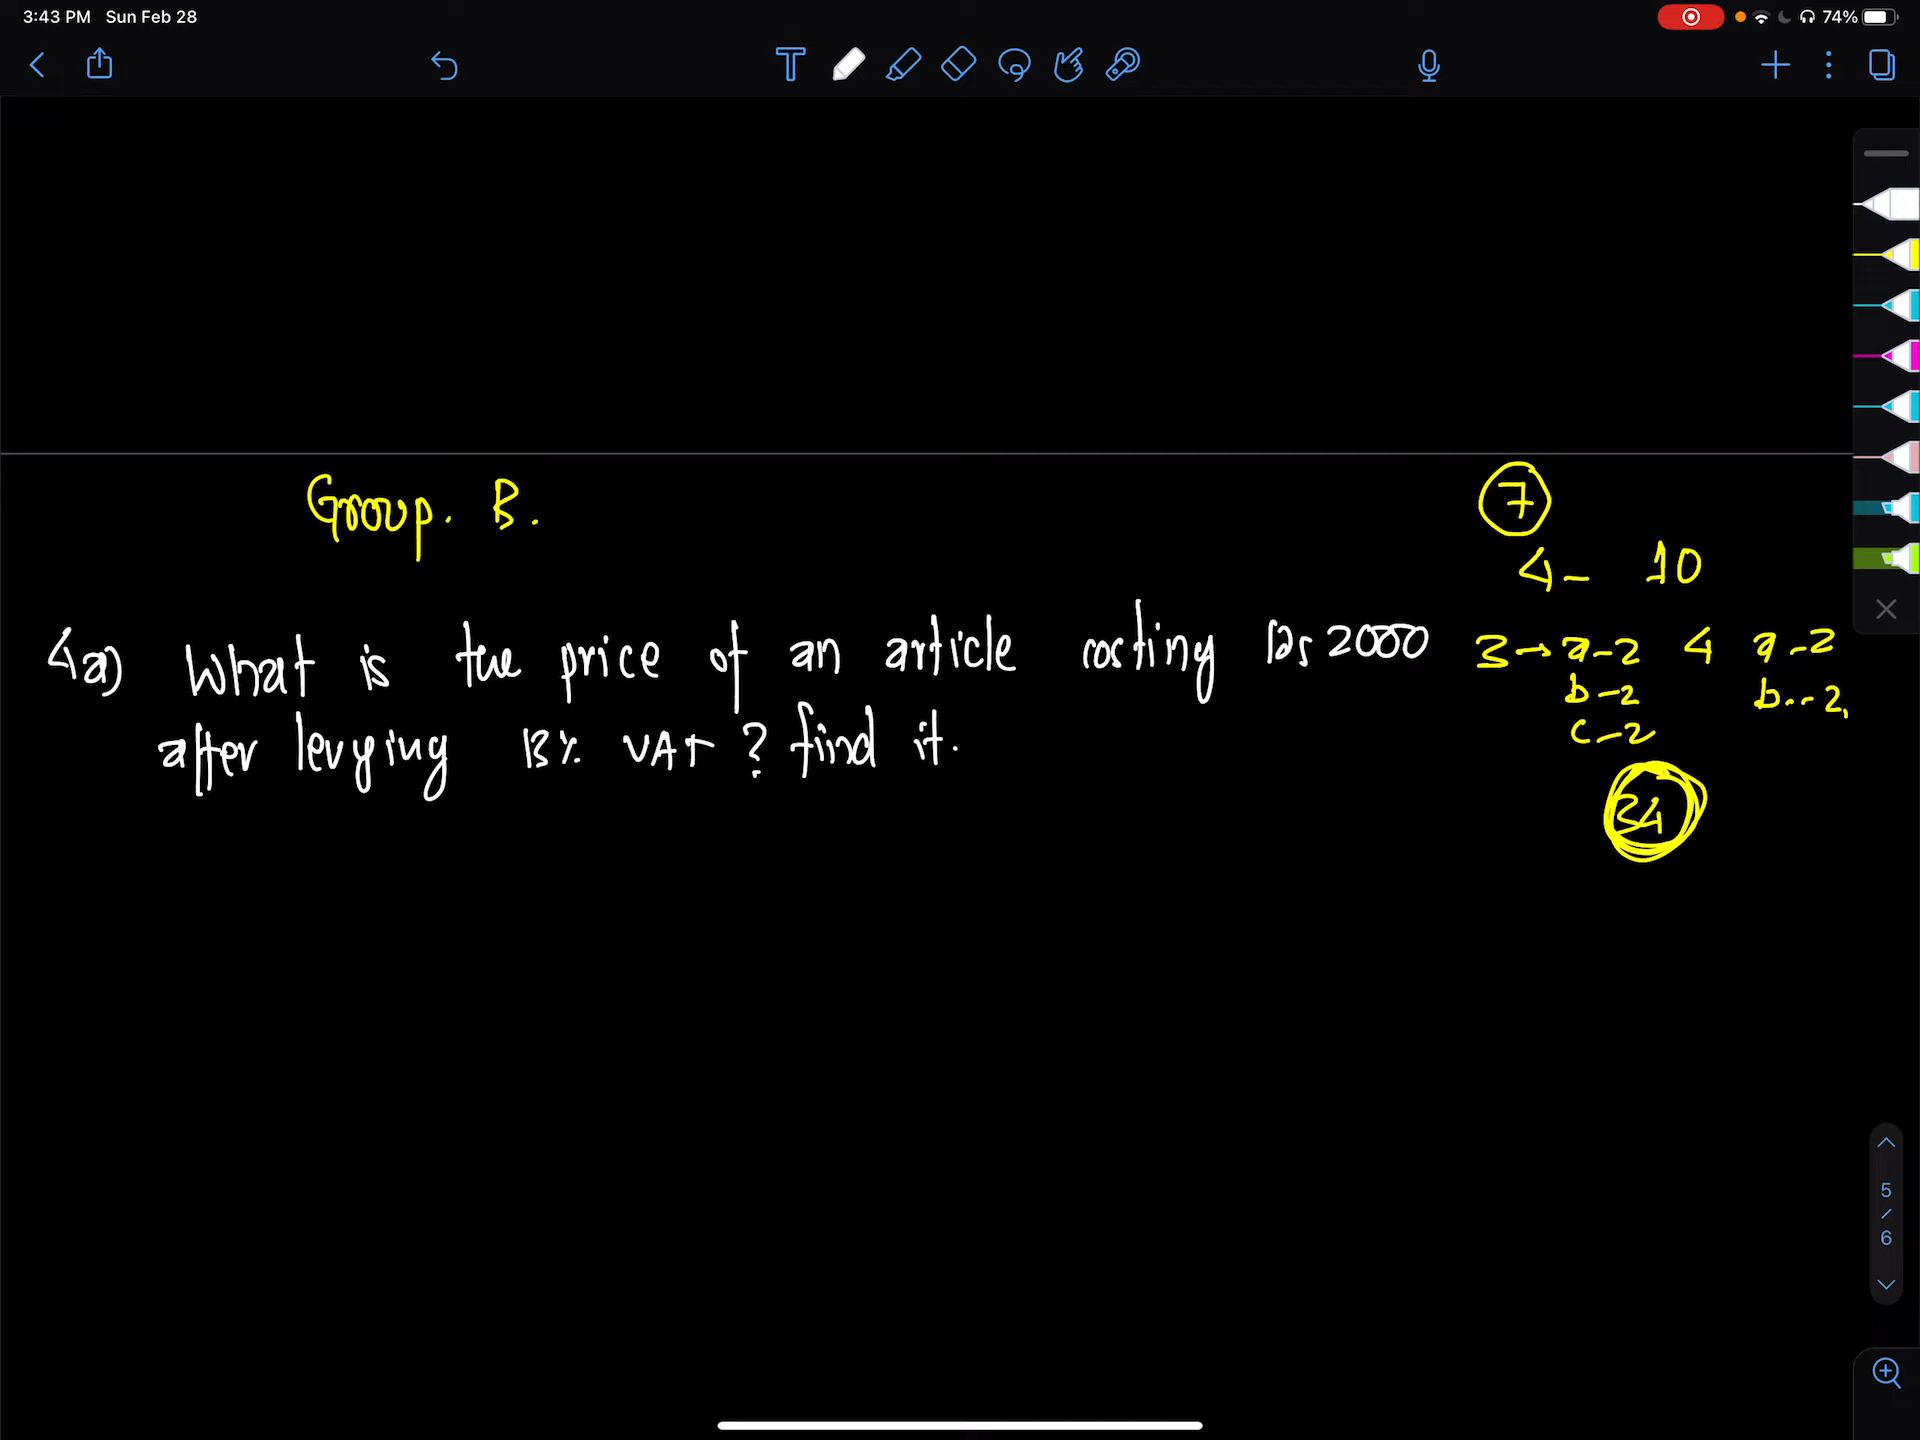 3:43 PM Sun Feb 28
74%
Group. B.
7
4 - 10
4a) What is the price of an article costing Rs 2000
after levying 13% VAT ? find it.
3 → a - 2 4 a - 2
b - 2 b - 2
c - 2
34
5
/
6